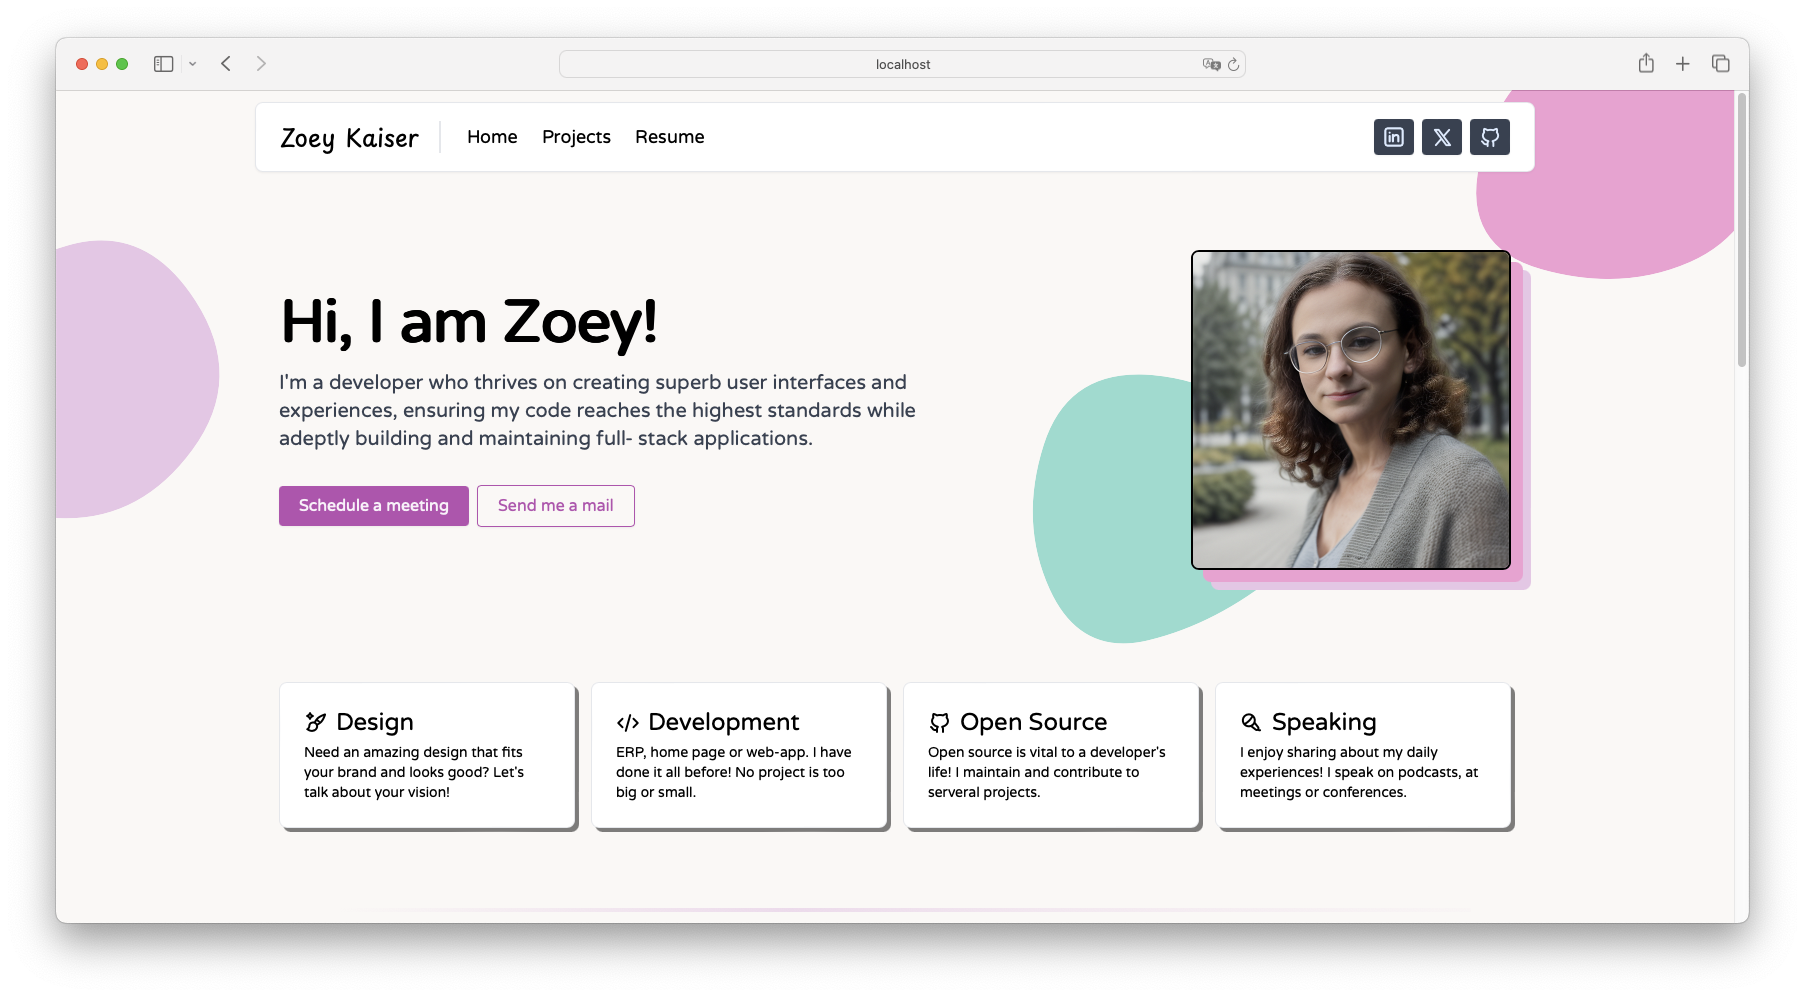 localhost
Zoey Kaiser
Home
Projects
Resume
Hi, I am Zoey!
I'm a developer who thrives on creating superb user interfaces and
experiences, ensuring my code reaches the highest standards while
adeptly building and maintaining full- stack applications.
Schedule a meeting
Send me a mail
Design
Need an amazing design that fits
your brand and looks good? Let's
talk about your vision!
Development
ERP, home page or web-app. I have
done it all before! No project is too
big or small.
Open Source
Open source is vital to a developer's
life! I maintain and contribute to
serveral projects.
Speaking
I enjoy sharing about my daily
experiences! I speak on podcasts, at
meetings or conferences.